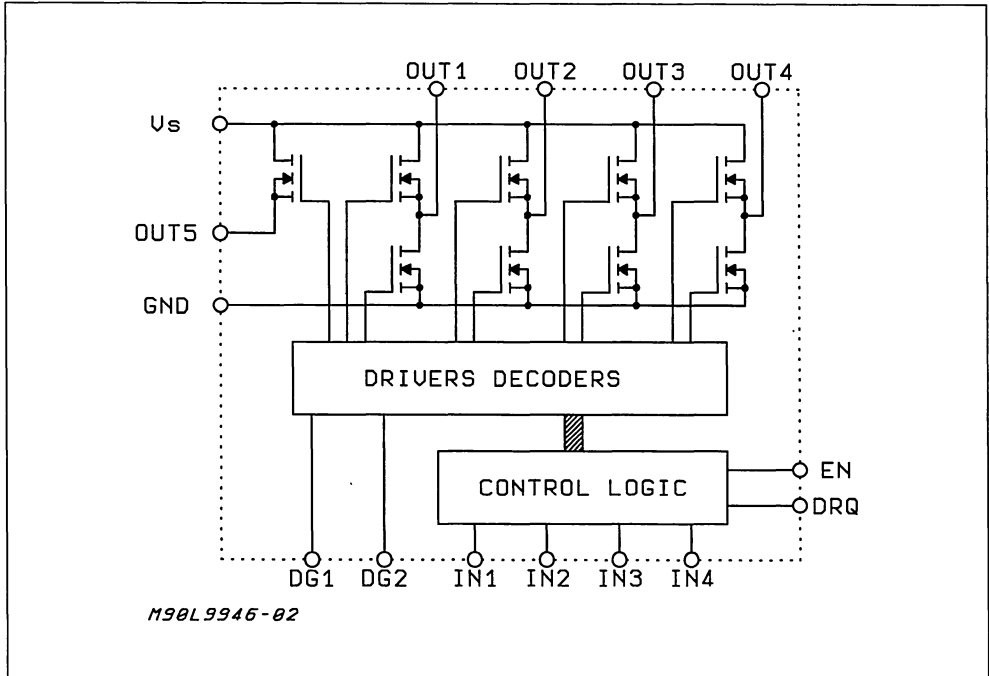 OUT1 OUT2 OUT3 OUT4
Vs
OUT5
GND
DRIVERS DECODERS
CONTROL LOGIC
EN
DRQ
DG1 DG2 IN1 IN2 IN3 IN4
M90L9946-02